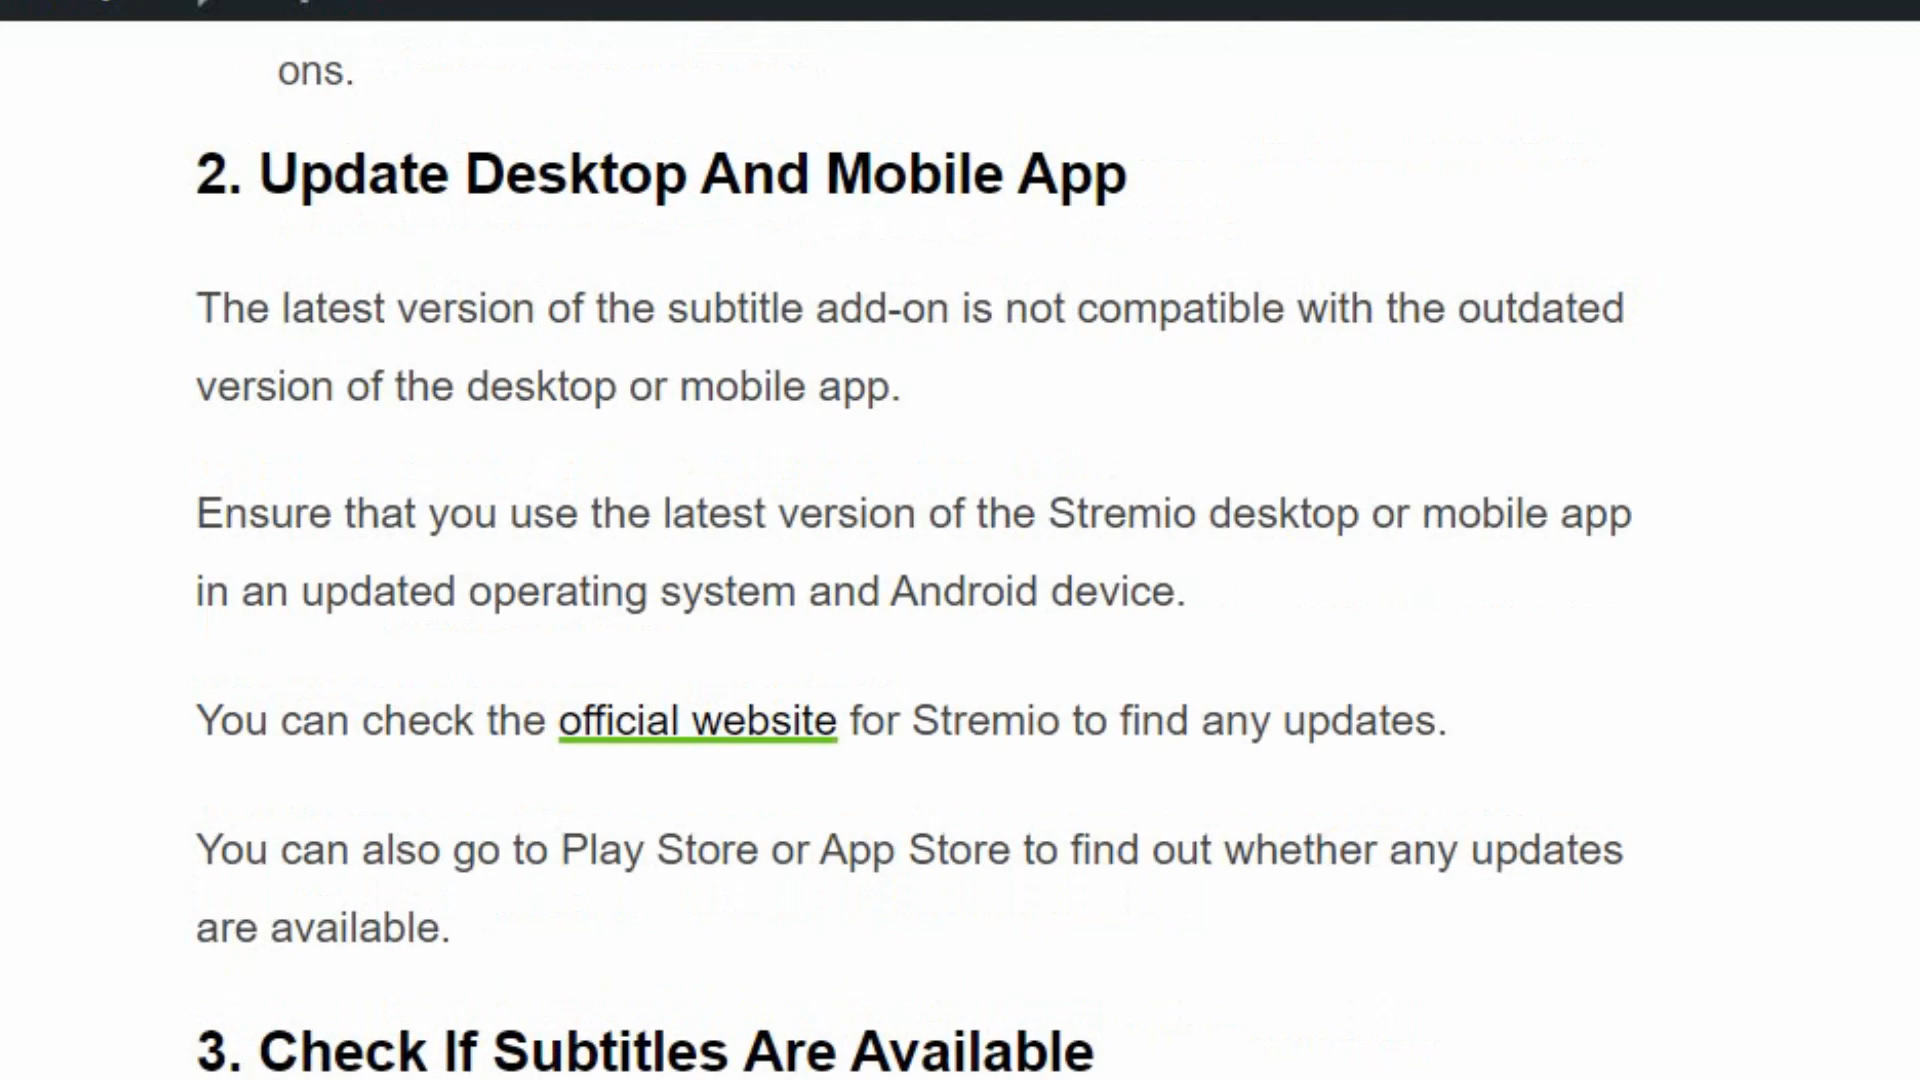 ons.
2. Update Desktop And Mobile App
The latest version of the subtitle add-on is not compatible with the outdated
version of the desktop or mobile app.
Ensure that you use the latest version of the Stremio desktop or mobile app
in an updated operating system and Android device.
You can check the official website for Stremio to find any updates.
You can also go to Play Store or App Store to find out whether any updates
are available.
3. Check If Subtitles Are Available